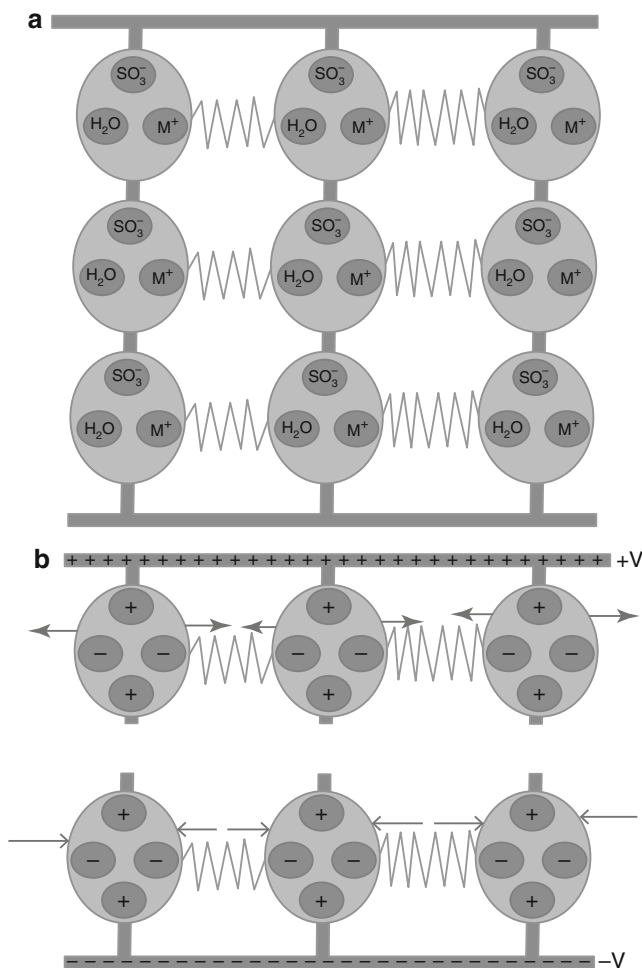 a
SO₃⁻ SO₃⁻ SO₃⁻
H₂O M⁺ H₂O M⁺ H₂O M⁺
SO₃⁻ SO₃⁻ SO₃⁻
H₂O M⁺ H₂O M⁺ H₂O M⁺
SO₃⁻ SO₃⁻ SO₃⁻
H₂O M⁺ H₂O M⁺ H₂O M⁺
b + + + + + + + + + + + + + + + + + + + + + + + + + + + + + + +V
+ + +
− − − − − −
+ + +
+ + +
− − − − − −
+ + +
− − − − − − − − − − − − − − − − − − − − − − − − − − − − − − −V